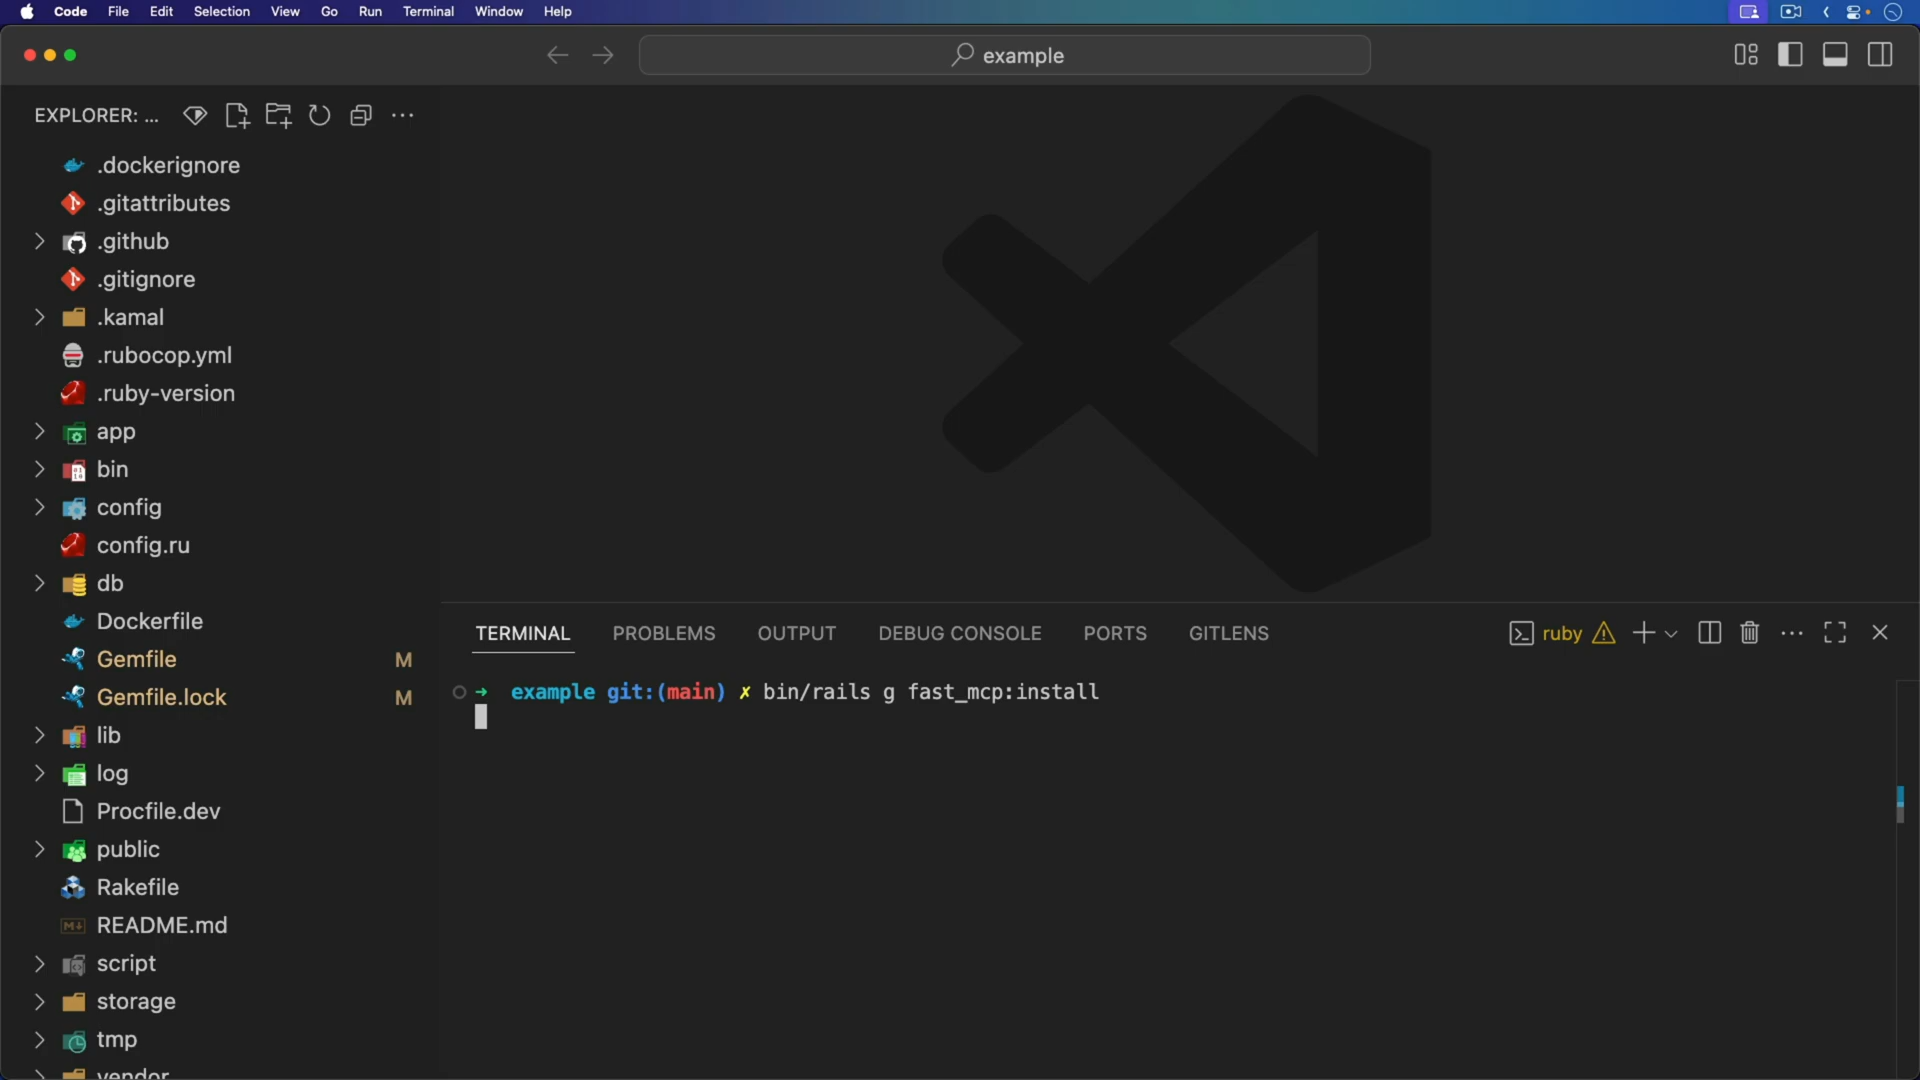 Code File Edit Selection View Go Run Terminal Window Help
example
EXPLORER: ...
.dockerignore
.gitattributes
.github
.gitignore
.kamal
.rubocop.yml
.ruby-version
app
bin
config
config.ru
db
Dockerfile
Gemfile M
Gemfile.lock M
lib
log
Procfile.dev
public
Rakefile
README.md
script
storage
tmp
vendor
TERMINAL PROBLEMS OUTPUT DEBUG CONSOLE PORTS GITLENS
ruby
➜ example git:(main) ✗ bin/rails g fast_mcp:install